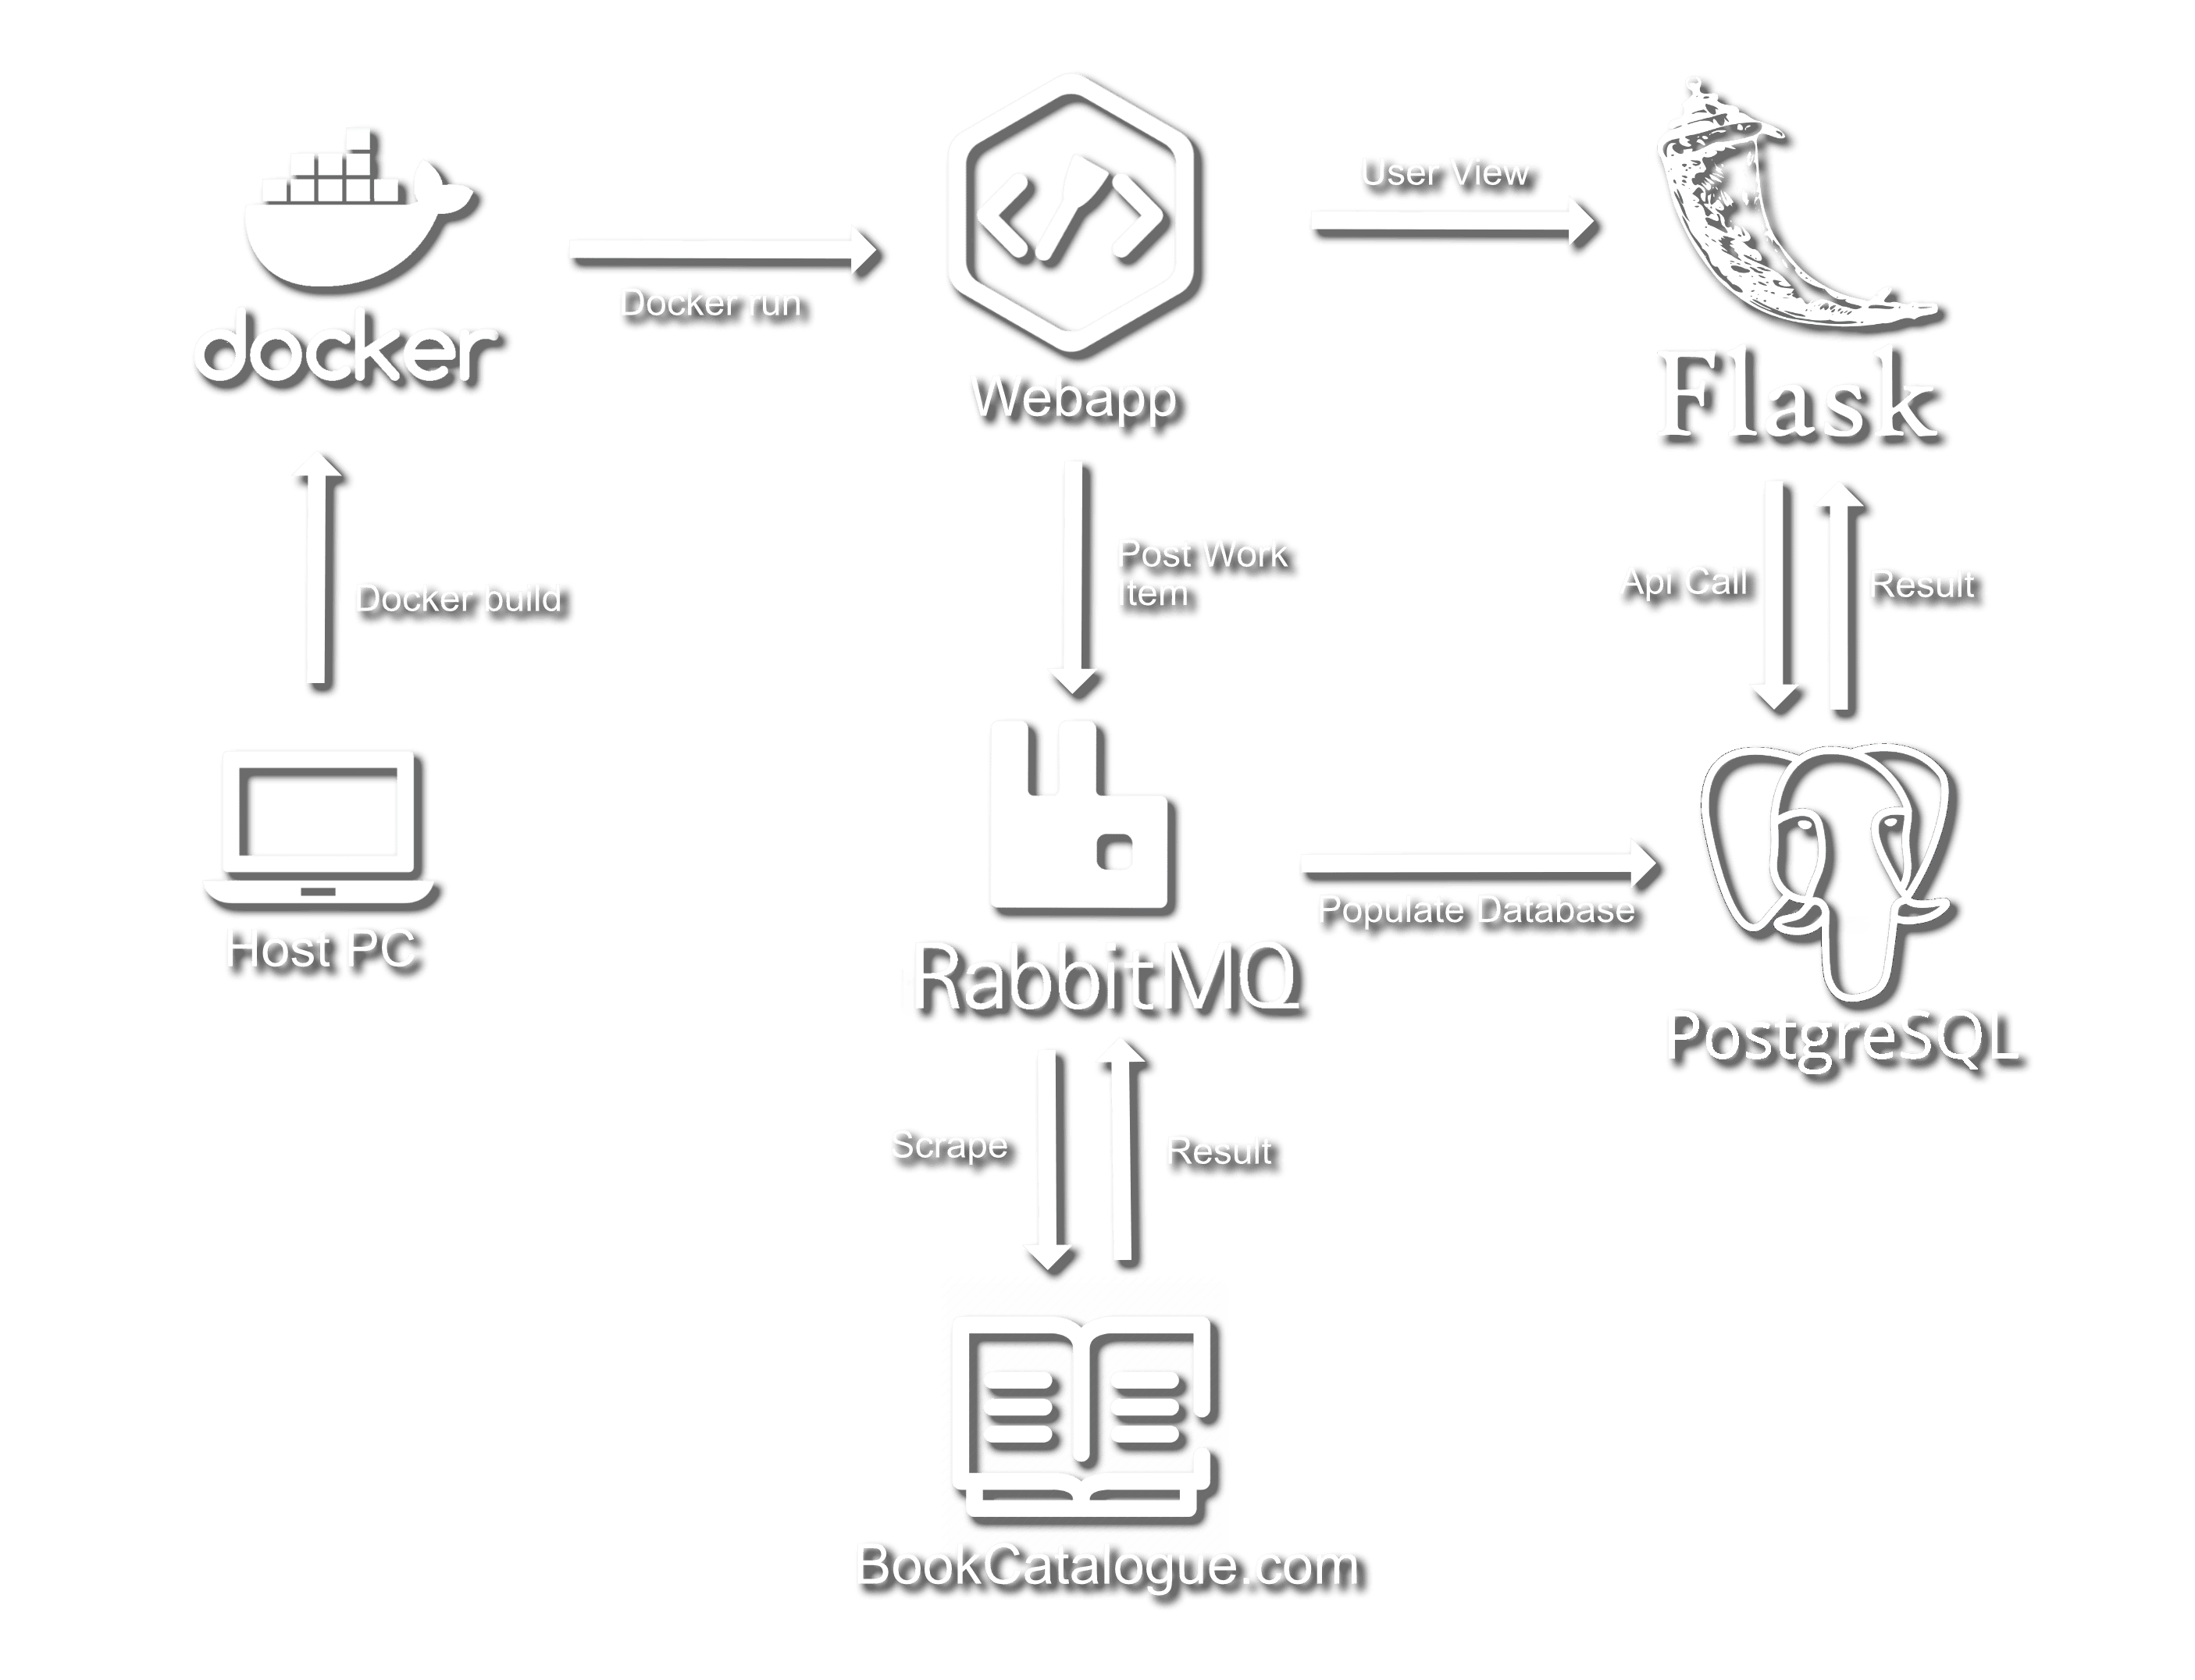 User View
Docker run
docker
Webapp
Flask
Post Work
Item
Docker build
Api Call
Result
Host PC
Populate Database
RabbitMQ
PostgreSQL
Scrape
Result
BookCatalogue.com